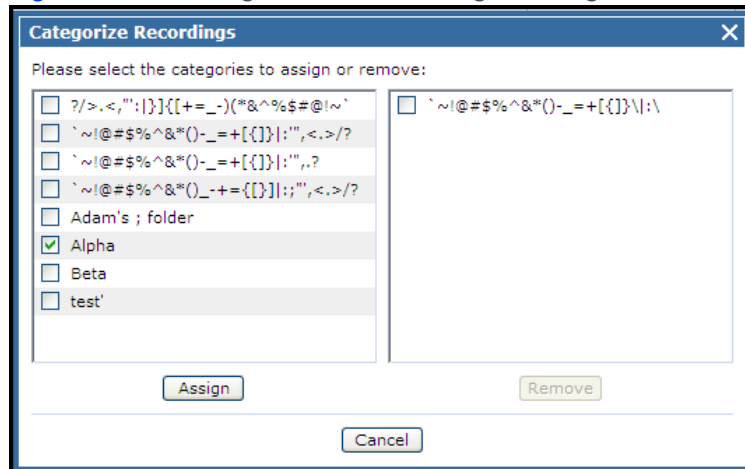 Categorize Recordings
Please select the categories to assign or remove:
?/>.<,"':|}]{[+=_-)(*&^%$#@!~`
`~!@#$%^&*()-_=+[{]}|:'",<.>/?
`~!@#$%^&*()-_=+[{]}|:'",.?
`~!@#$%^&*()_-+={[}]|:;"',<.>/?
Adam's ; folder
Alpha
Beta
test'
`~!@#$%^&*()-_=+[{]}\|:\
Assign
Remove
Cancel